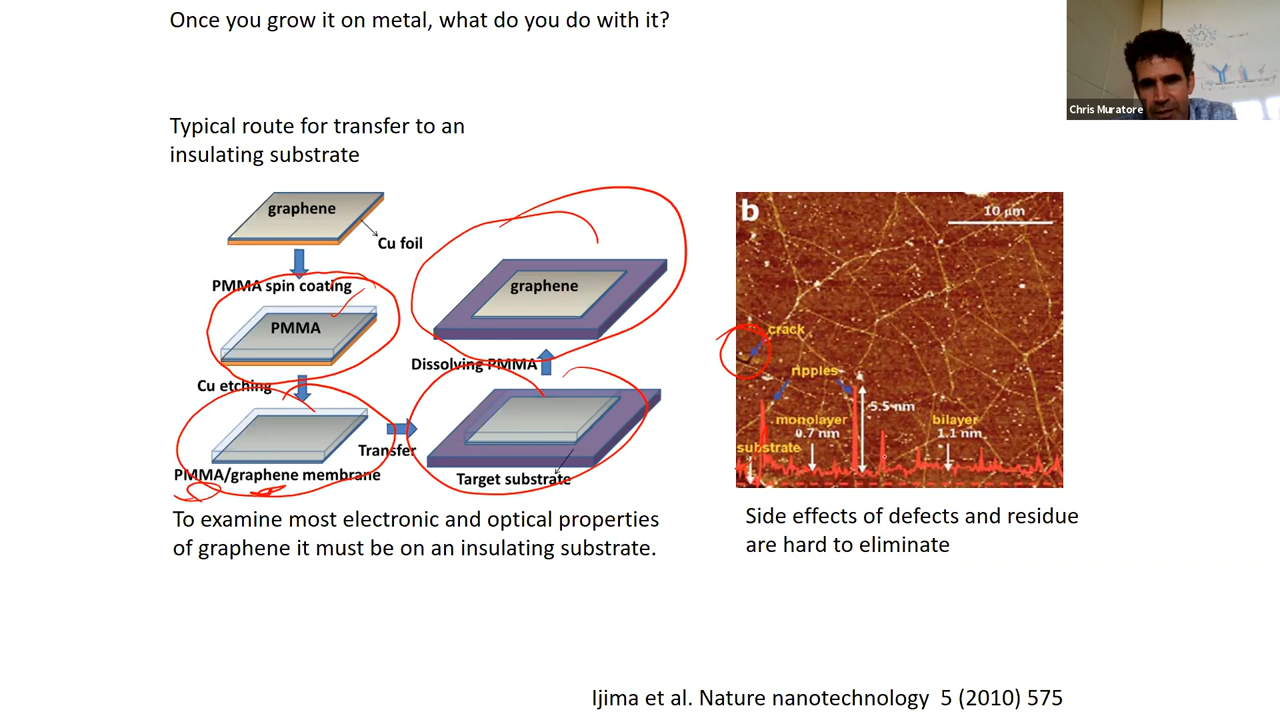 Once you grow it on metal, what do you do with it?
Chris Muratore
Typical route for transfer to an
insulating substrate
graphene
Cu foil
PMMA spin coating
PMMA
Cu etching
PMMA/graphene membrane
Transfer
graphene
Dissolving PMMA
Target substrate
To examine most electronic and optical properties
of graphene it must be on an insulating substrate.
b
10 μm
crack
ripples
5.5 nm
monolayer
0.7 nm
bilayer
1.1 nm
substrate
Side effects of defects and residue
are hard to eliminate
Ijima et al. Nature nanotechnology 5 (2010) 575